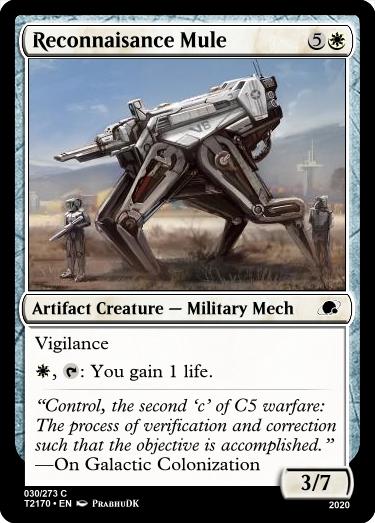 Reconnaisance Mule 5
V6
Artifact Creature — Military Mech
Vigilance
, : You gain 1 life.
“Control, the second ‘c’ of C5 warfare:
The process of verification and correction
such that the objective is accomplished.”
—On Galactic Colonization
3/7
030/273 C
T2170 • EN PrabhuDK
2020